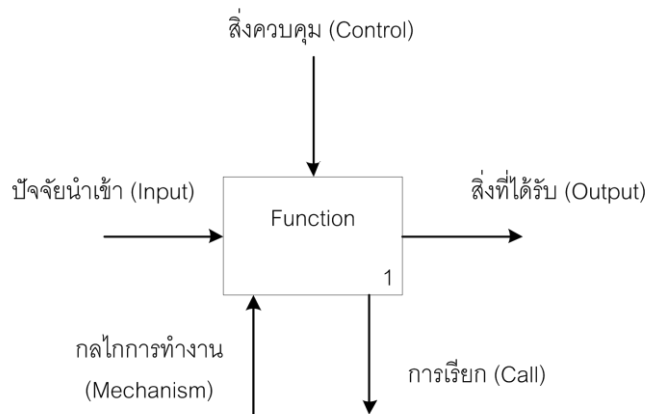 สิ่งควบคุม (Control)
ปัจจัยนำเข้า (Input)
สิ่งที่ได้รับ (Output)
Function
1
กลไกการทำงาน
(Mechanism)
การเรียก (Call)